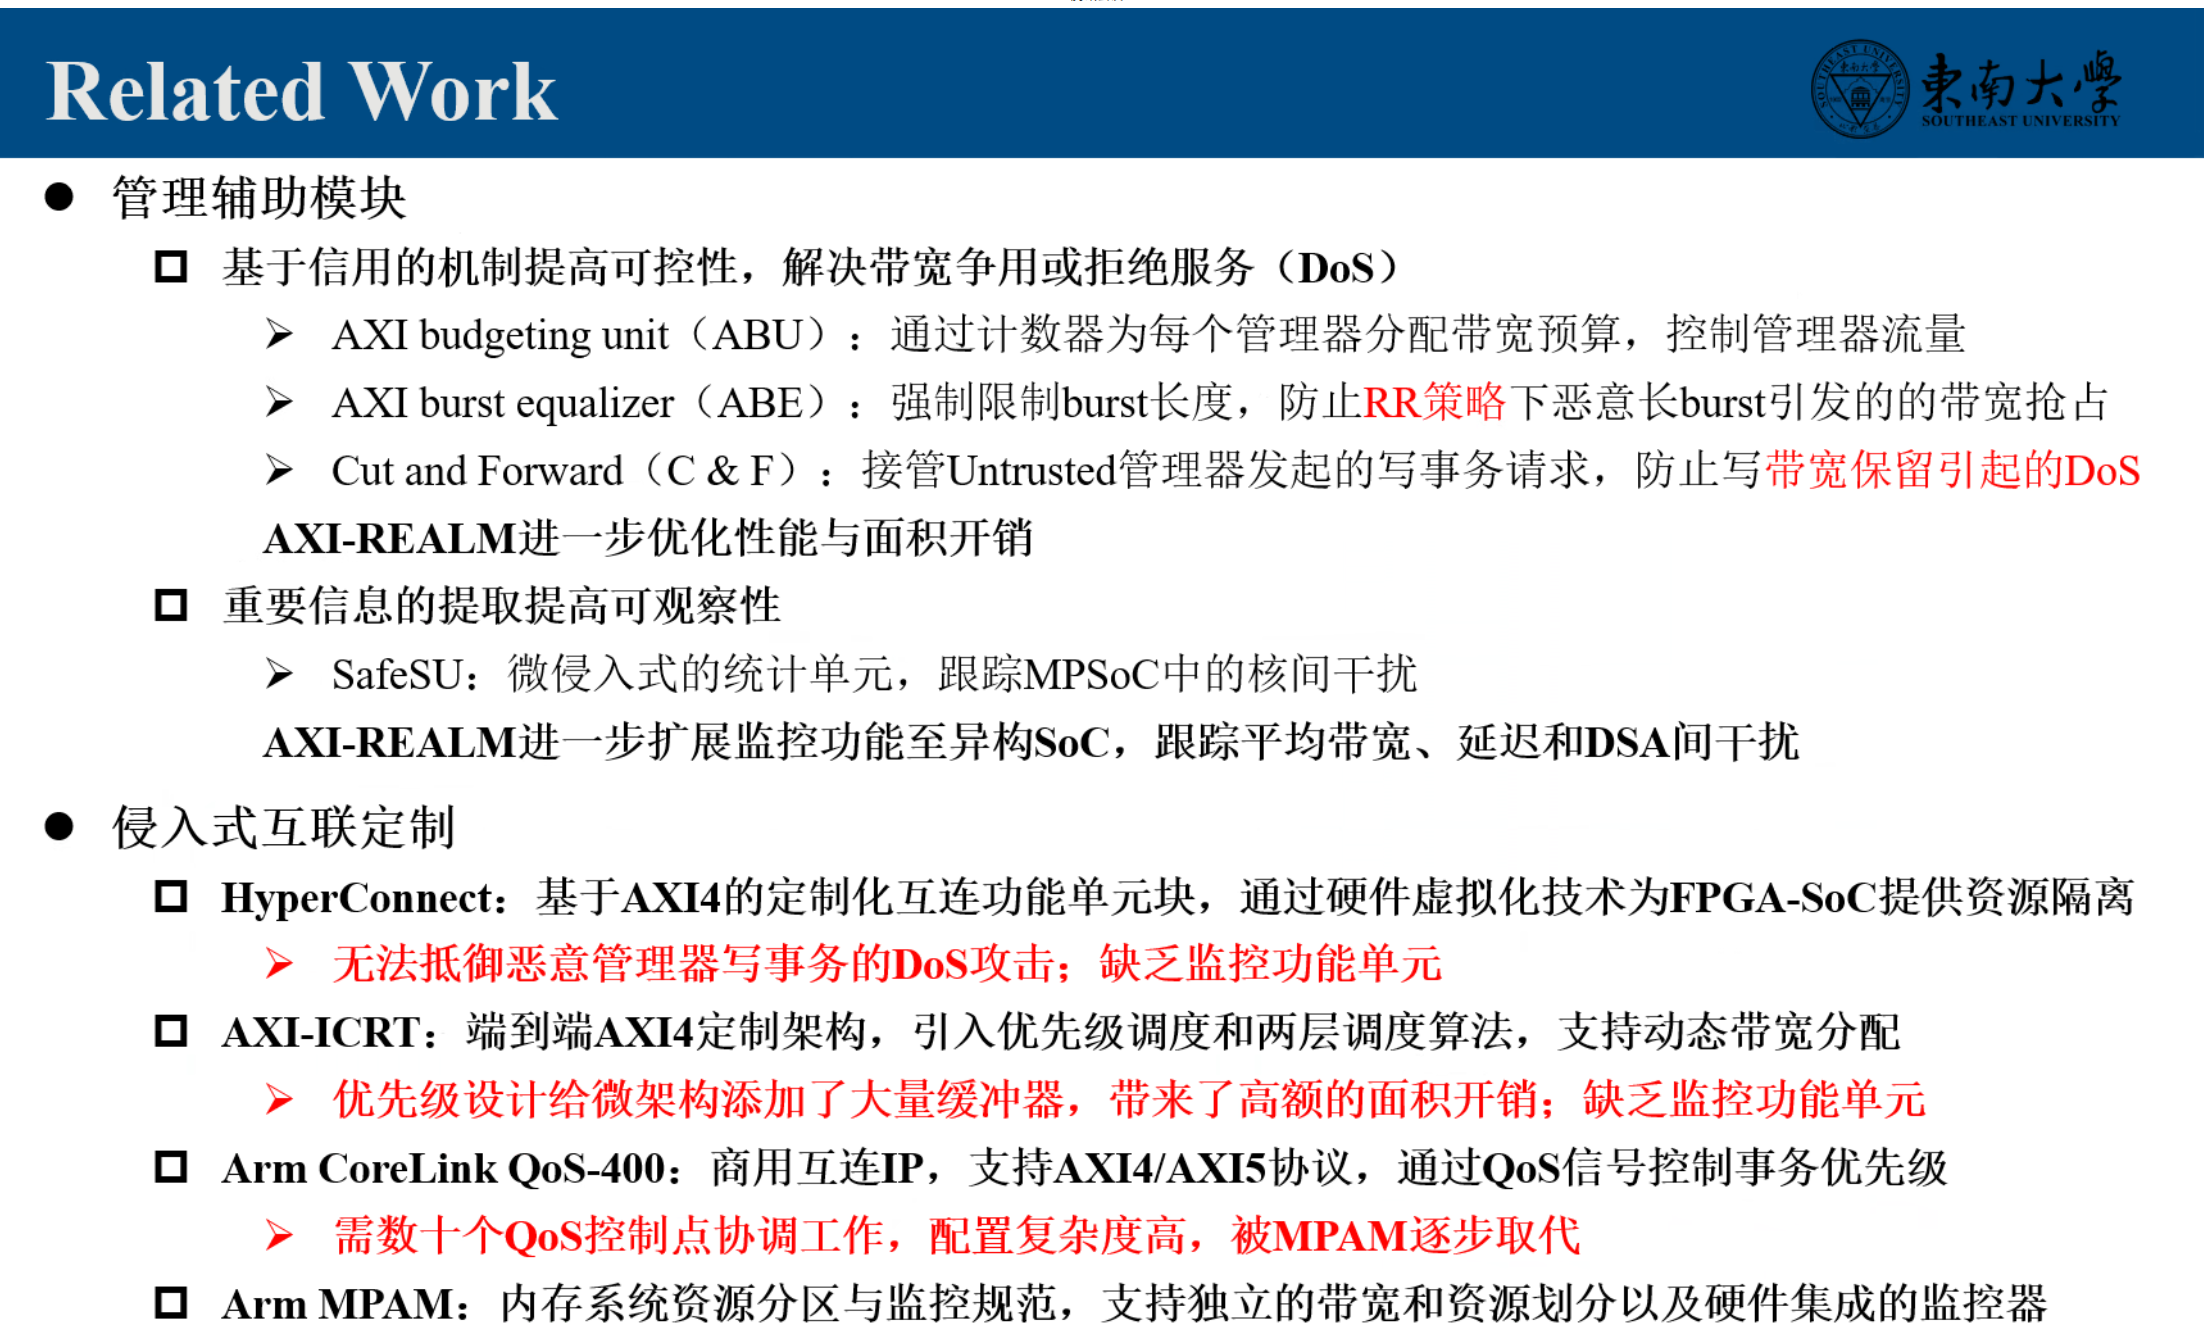 Related Work
東南大學
SOUTHEAST UNIVERSITY
● 管理辅助模块
基于信用的机制提高可控性，解决带宽争用或拒绝服务（DoS）
➢ AXI budgeting unit（ABU）：通过计数器为每个管理器分配带宽预算，控制管理器流量
➢ AXI burst equalizer（ABE）：强制限制burst长度，防止RR策略下恶意长burst引发的的带宽抢占
➢ Cut and Forward（C & F）：接管Untrusted管理器发起的写事务请求，防止写带宽保留引起的DoS
AXI-REALM进一步优化性能与面积开销
重要信息的提取提高可观察性
➢ SafeSU：微侵入式的统计单元，跟踪MPSoC中的核间干扰
AXI-REALM进一步扩展监控功能至异构SoC，跟踪平均带宽、延迟和DSA间干扰
● 侵入式互联定制
HyperConnect：基于AXI4的定制化互连功能单元块，通过硬件虚拟化技术为FPGA-SoC提供资源隔离
➢ 无法抵御恶意管理器写事务的DoS攻击；缺乏监控功能单元
AXI-ICRT：端到端AXI4定制架构，引入优先级调度和两层调度算法，支持动态带宽分配
➢ 优先级设计给微架构添加了大量缓冲器，带来了高额的面积开销；缺乏监控功能单元
Arm CoreLink QoS-400：商用互连IP，支持AXI4/AXI5协议，通过QoS信号控制事务优先级
➢ 需数十个QoS控制点协调工作，配置复杂度高，被MPAM逐步取代
Arm MPAM：内存系统资源分区与监控规范，支持独立的带宽和资源划分以及硬件集成的监控器